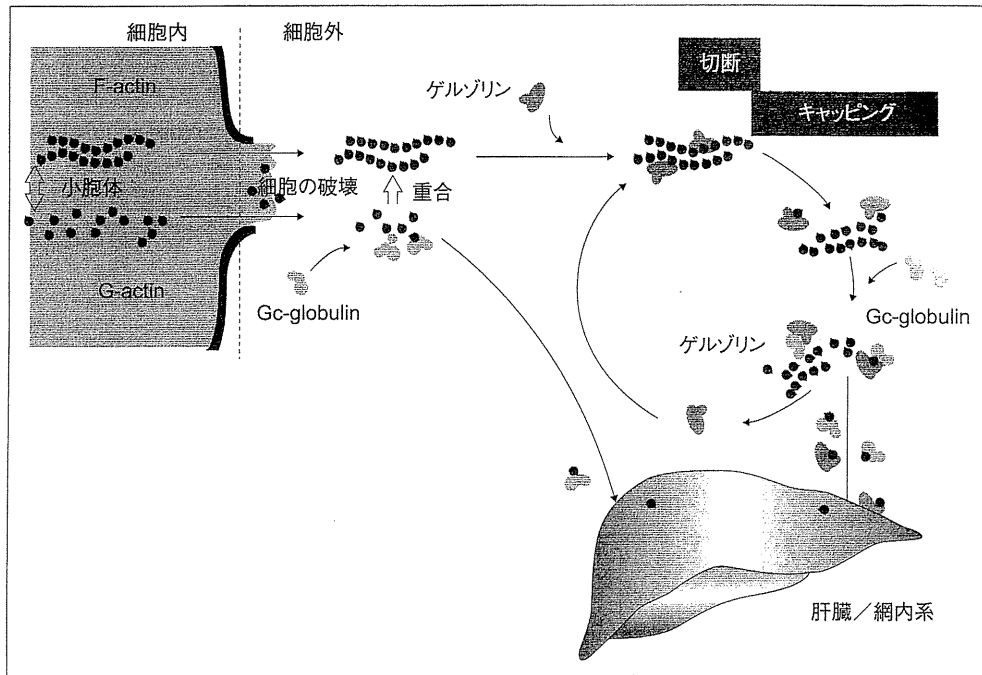 細胞内
細胞外
F-actin
ゲルゾリン
切断
キャッピング
小胞体
細胞の破壊
重合
G-actin
Gc-globulin
Gc-globulin
ゲルゾリン
肝臓／網内系